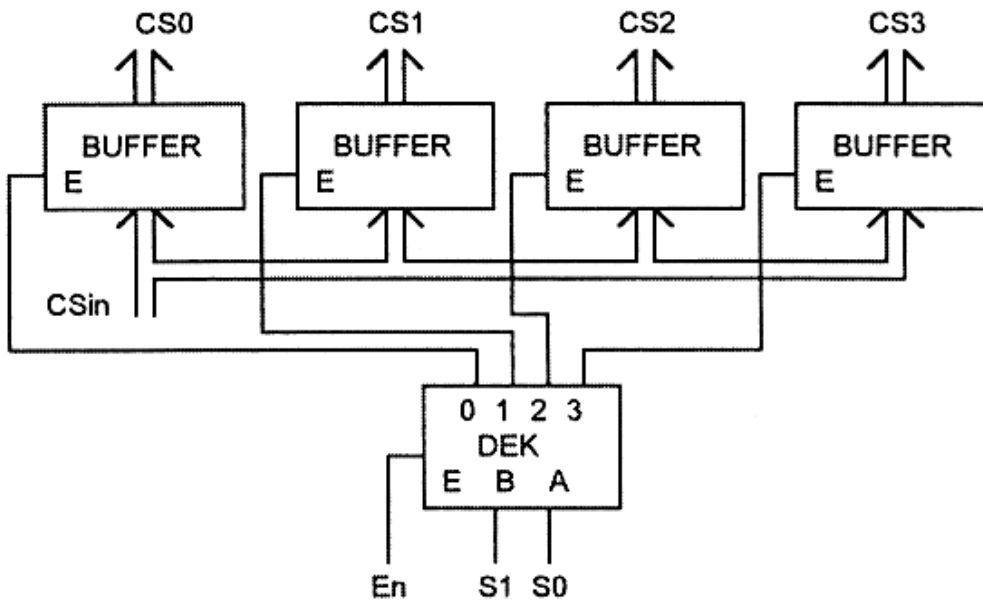 CS0 CS1 CS2 CS3
BUFFER BUFFER BUFFER BUFFER
E E E E
CSin
0 1 2 3
DEK
E B A
En S1 S0